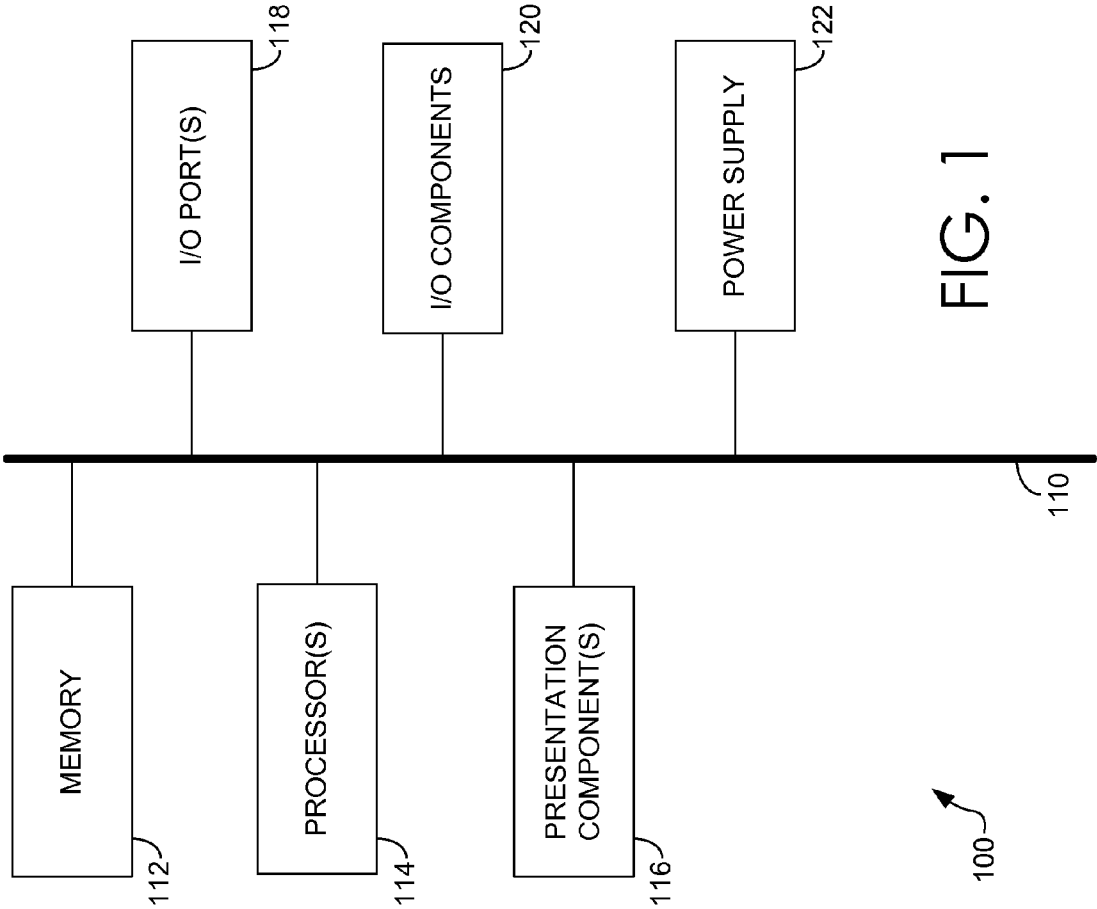 MEMORY
112
PROCESSOR(S)
114
PRESENTATION
COMPONENT(S)
116
I/O PORT(S)
118
I/O COMPONENTS
120
POWER SUPPLY
122
110
100
FIG. 1